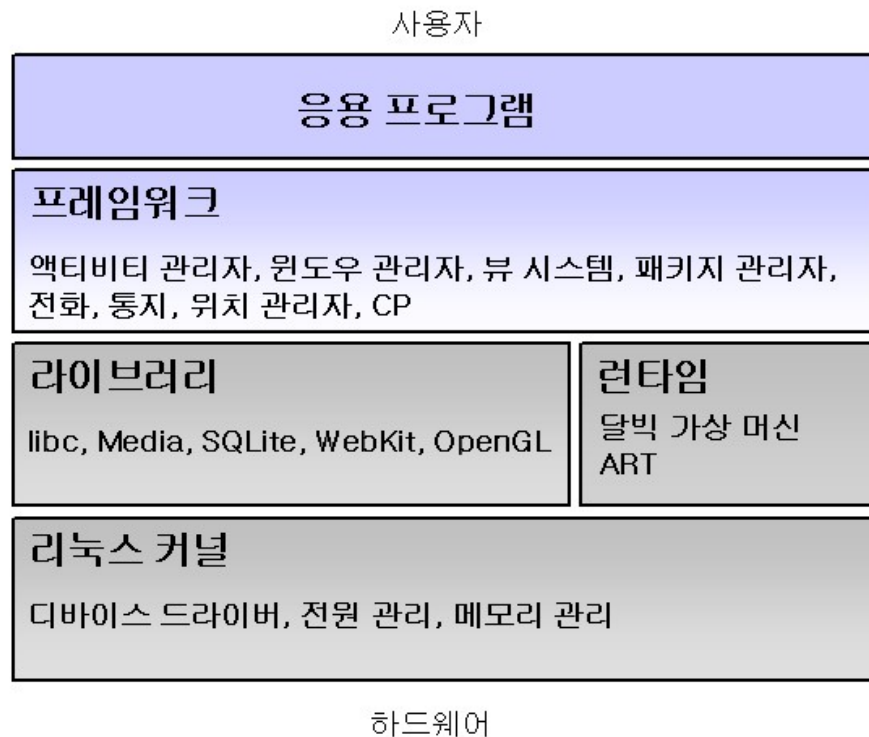 사용자
응용 프로그램
프레임워크
액티비티 관리자, 윈도우 관리자, 뷰 시스템, 패키지 관리자,
전화, 통지, 위치 관리자, CP
라이브러리
libc, Media, SQLite, WebKit, OpenGL
런타임
달빅 가상 머신
ART
리눅스 커널
디바이스 드라이버, 전원 관리, 메모리 관리
하드웨어